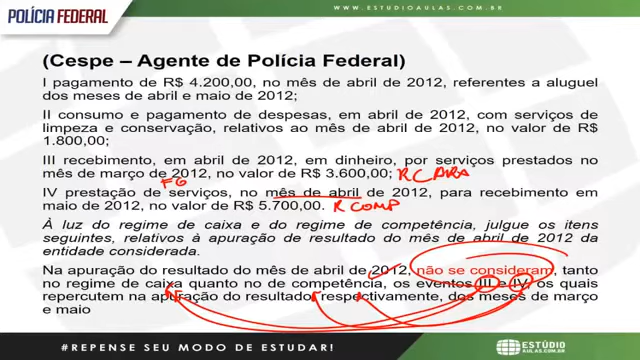 POLÍCIA FEDERAL
WWW.ESTUDIOAULAS.COM.BR
(Cespe – Agente de Polícia Federal)
I pagamento de R$ 4.200,00, no mês de abril de 2012, referentes a aluguel
dos meses de abril e maio de 2012;
II consumo e pagamento de despesas, em abril de 2012, com serviços de
limpeza e conservação, relativos ao mês de abril de 2012, no valor de R$
1.800,00;
III recebimento, em abril de 2012, em dinheiro, por serviços prestados no
mês de março de 2012, no valor de R$ 3.600,00; R CAIXA
FG
IV prestação de serviços, no mês de abril de 2012, para recebimento em
maio de 2012, no valor de R$ 5.700,00. R COMP
À luz do regime de caixa e do regime de competência, julgue os itens
seguintes, relativos à apuração de resultado do mês de abril de 2012 da
entidade considerada.
Na apuração do resultado do mês de abril de 2012, não se consideram, tanto
no regime de caixa quanto no de competência, os eventos III e IV, os quais
repercutem na apuração do resultado, respectivamente, dos meses de março
e maio
#REPENSE SEU MODO DE ESTUDAR!
ESTÚDIO
AULAS.COM.BR